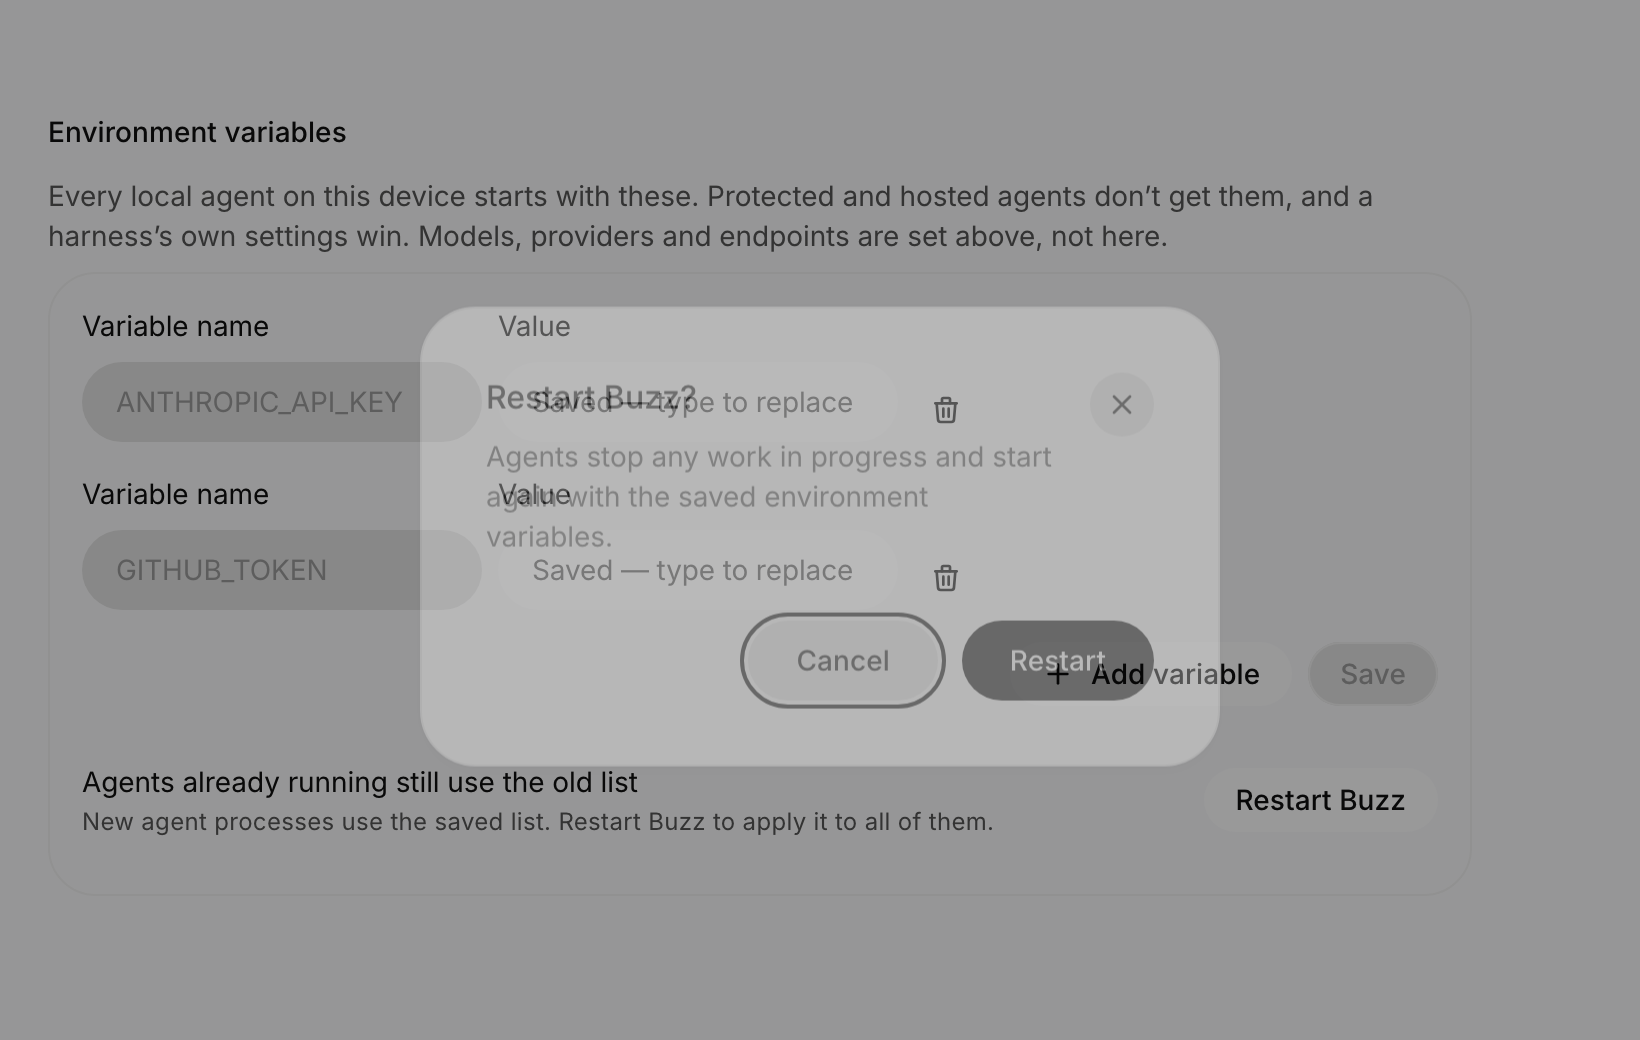 Environment variables
Every local agent on this device starts with these. Protected and hosted agents don’t get them, and a
harness’s own settings win. Models, providers and endpoints are set above, not here.
Variable name
Value
ANTHROPIC_API_KEY
Saved — type to replace
Restart Buzz?
Agents stop any work in progress and start
again with the saved environment
variables.
Variable name
Value
GITHUB_TOKEN
Saved — type to replace
Cancel
Restart
Add variable
Save
Agents already running still use the old list
New agent processes use the saved list. Restart Buzz to apply it to all of them.
Restart Buzz